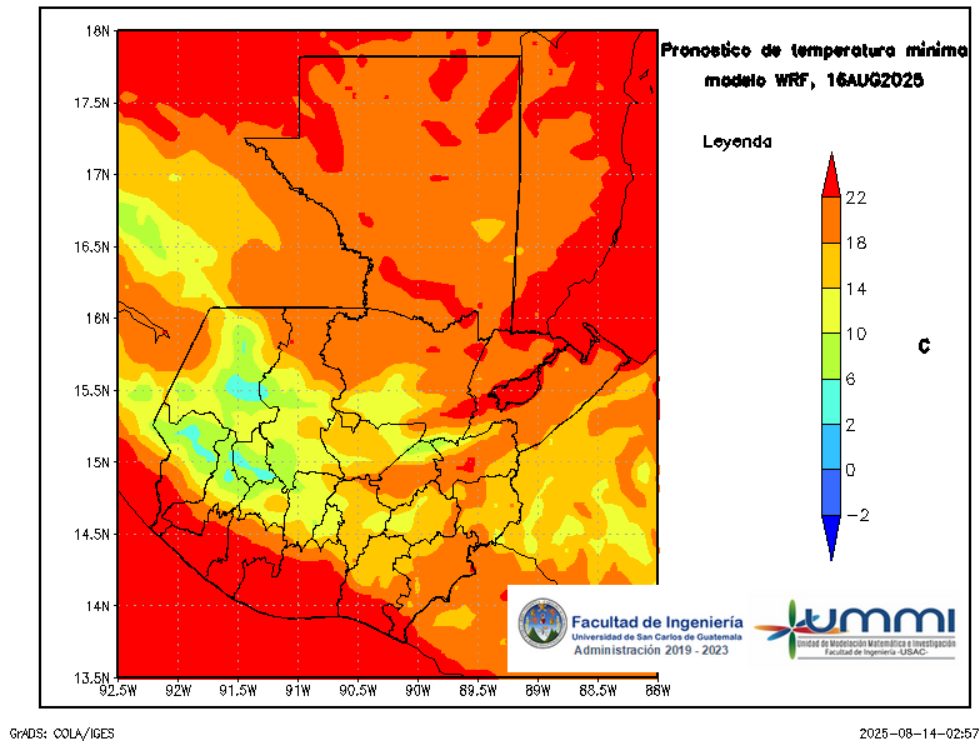 Pronostico de temperatura minima
modelo WRF, 16AUG2025
Leyenda
18N
17.5N
17N
16.5N
16N
15.5N
15N
14.5N
14N
13.5N
92.5W 92W 91.5W 91W 90.5W 90W 89.5W 89W 88.5W 88W
22
18
14
10
6
2
0
-2
C
Facultad de Ingeniería
Universidad de San Carlos de Guatemala
Administración 2019 - 2023
ummi
Unidad de Modelación Matemática e Investigación
Facultad de Ingeniería -USAC-
GrADS: COLA/IGES
2025-08-14-02:57